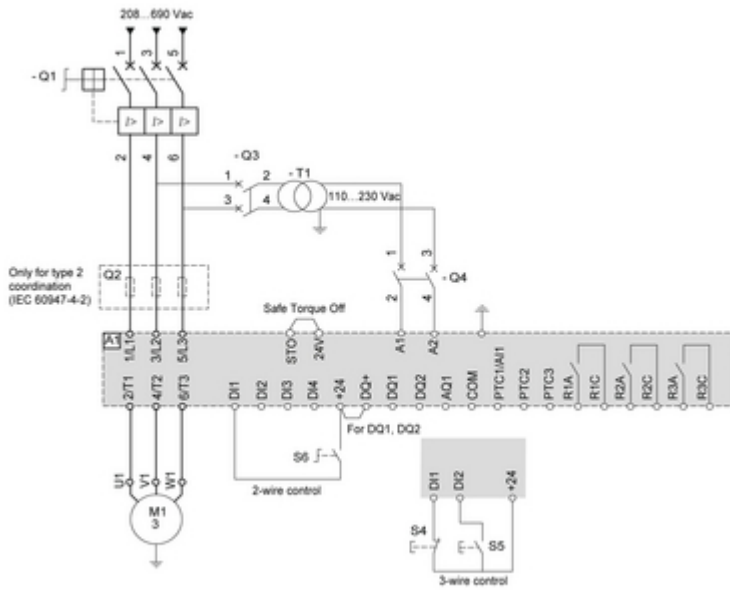 208...690 Vac
1 3 5
- Q1
I> I> I>
2 4 6
- Q3
1 2
3 4
- T1
110...230 Vac
1 3
- Q4
2 4
Only for type 2
coordination
(IEC 60947-4-2)
Q2
Safe Torque Off
A1
1/L1 3/L2 5/L3 STO 24V A1 A2
2/T1 4/T2 6/T3 DI1 DI2 DI3 DI4 +24 DQ+ DQ1 DQ2 AQ1 COM PTC1/AI1 PTC2 PTC3 R1A R1C R2A R2C R3A R3C
For DQ1, DQ2
S6
2-wire control
U1 V1 W1
M1
3
DI1 DI2 +24
S4 S5
3-wire control